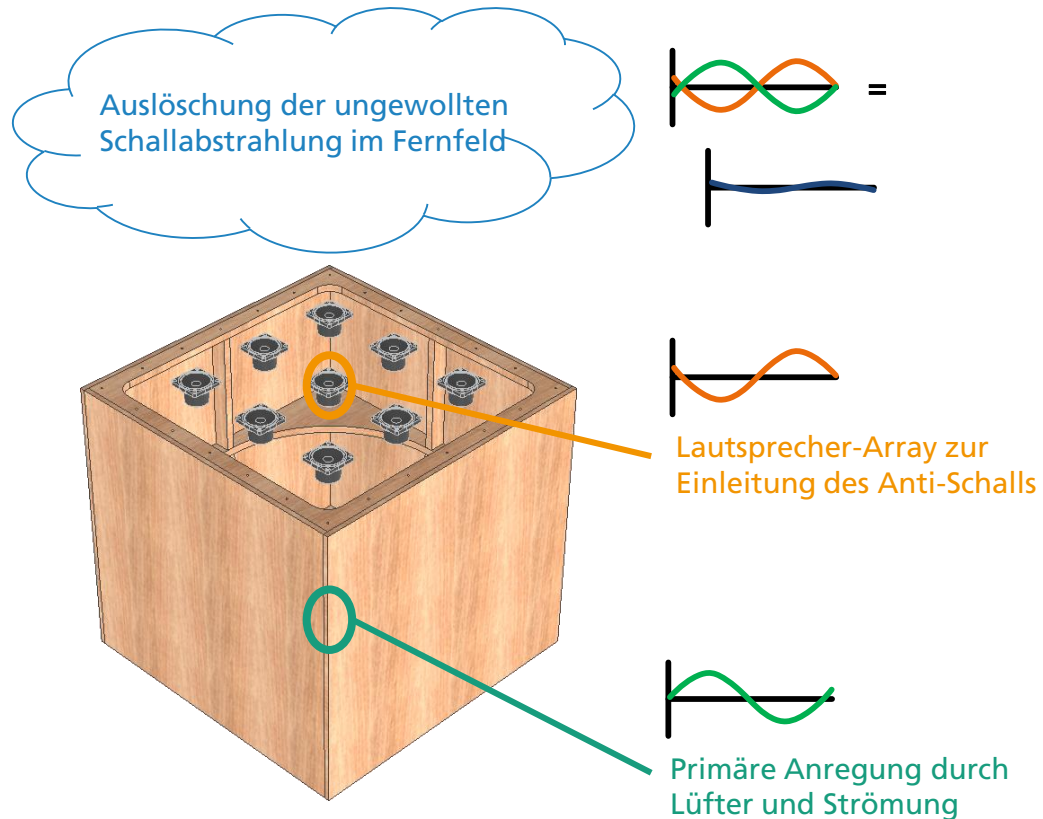 Auslöschung der ungewollten
Schallabstrahlung im Fernfeld
=
Lautsprecher-Array zur
Einleitung des Anti-Schalls
Primäre Anregung durch
Lüfter und Strömung